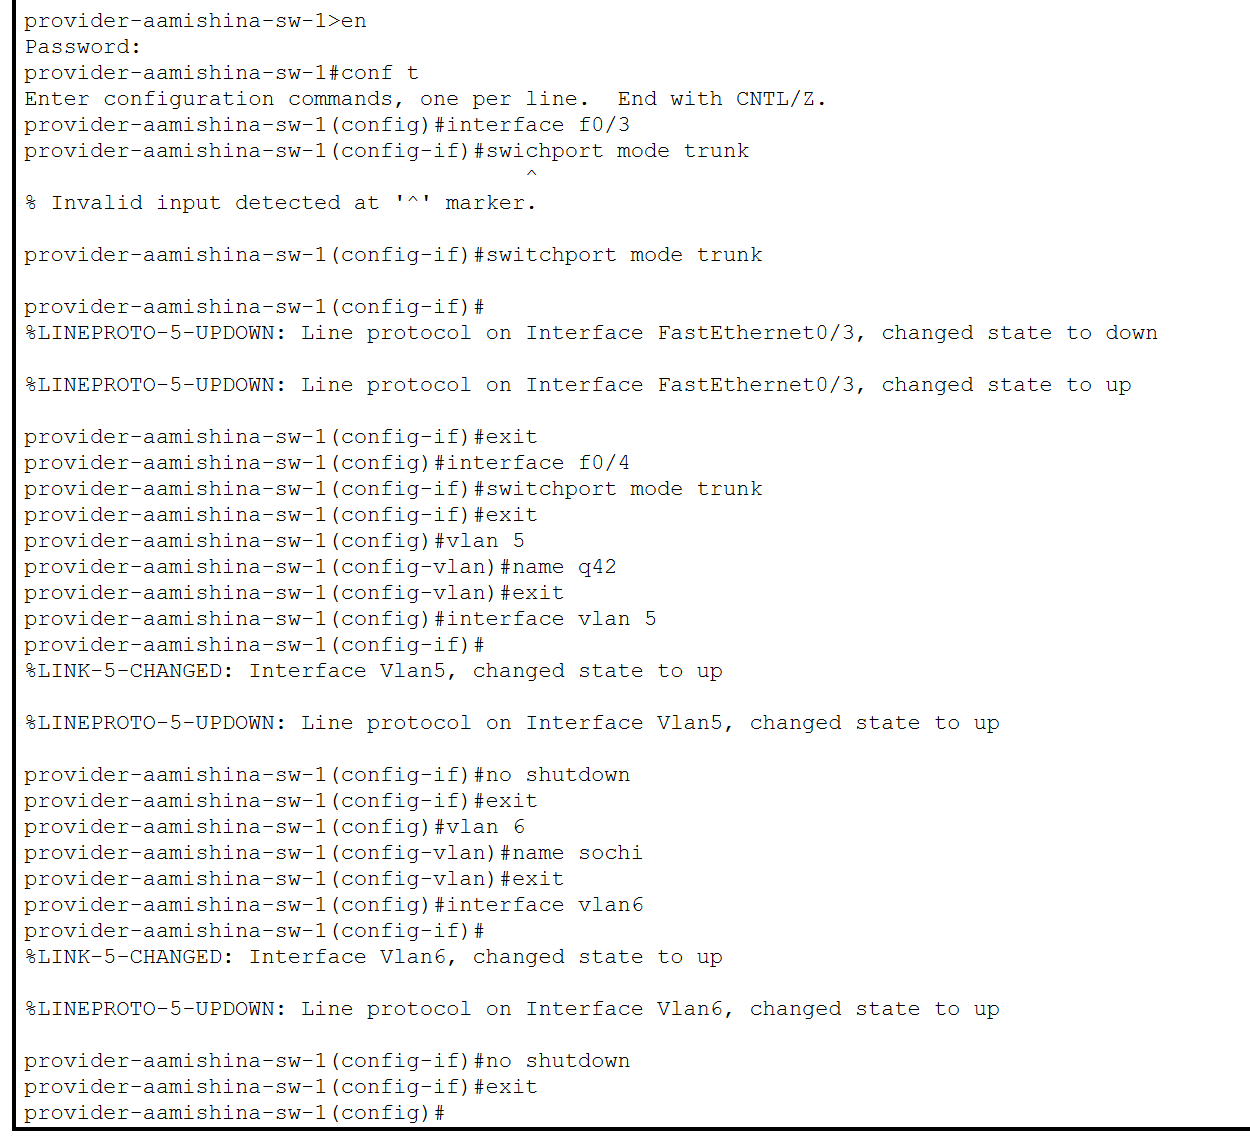 provider-aamishina-sw-1>en
Password:
provider-aamishina-sw-1#conf t
Enter configuration commands, one per line.  End with CNTL/Z.
provider-aamishina-sw-1(config)#interface f0/3
provider-aamishina-sw-1(config-if)#swichport mode trunk
^
% Invalid input detected at '^' marker.
provider-aamishina-sw-1(config-if)#switchport mode trunk
provider-aamishina-sw-1(config-if)#
%LINEPROTO-5-UPDOWN: Line protocol on Interface FastEthernet0/3, changed state to down
%LINEPROTO-5-UPDOWN: Line protocol on Interface FastEthernet0/3, changed state to up
provider-aamishina-sw-1(config-if)#exit
provider-aamishina-sw-1(config)#interface f0/4
provider-aamishina-sw-1(config-if)#switchport mode trunk
provider-aamishina-sw-1(config-if)#exit
provider-aamishina-sw-1(config)#vlan 5
provider-aamishina-sw-1(config-vlan)#name q42
provider-aamishina-sw-1(config-vlan)#exit
provider-aamishina-sw-1(config)#interface vlan 5
provider-aamishina-sw-1(config-if)#
%LINK-5-CHANGED: Interface Vlan5, changed state to up
%LINEPROTO-5-UPDOWN: Line protocol on Interface Vlan5, changed state to up
provider-aamishina-sw-1(config-if)#no shutdown
provider-aamishina-sw-1(config-if)#exit
provider-aamishina-sw-1(config)#vlan 6
provider-aamishina-sw-1(config-vlan)#name sochi
provider-aamishina-sw-1(config-vlan)#exit
provider-aamishina-sw-1(config)#interface vlan6
provider-aamishina-sw-1(config-if)#
%LINK-5-CHANGED: Interface Vlan6, changed state to up
%LINEPROTO-5-UPDOWN: Line protocol on Interface Vlan6, changed state to up
provider-aamishina-sw-1(config-if)#no shutdown
provider-aamishina-sw-1(config-if)#exit
provider-aamishina-sw-1(config)#